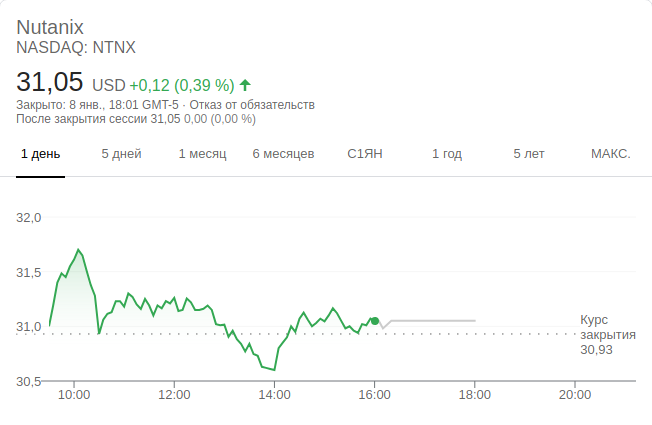 Nutanix
NASDAQ: NTNX
31,05 USD +0,12 (0,39 %)
Закрыто: 8 янв., 18:01 GMT-5 · Отказ от обязательств
После закрытия сессии 31,05 0,00 (0,00 %)
1 день 5 дней 1 месяц 6 месяцев С1ЯН 1 год 5 лет МАКС.
32,0
31,5
31,0
Курс
закрытия
30,93
30,5
10:00 12:00 14:00 16:00 18:00 20:00